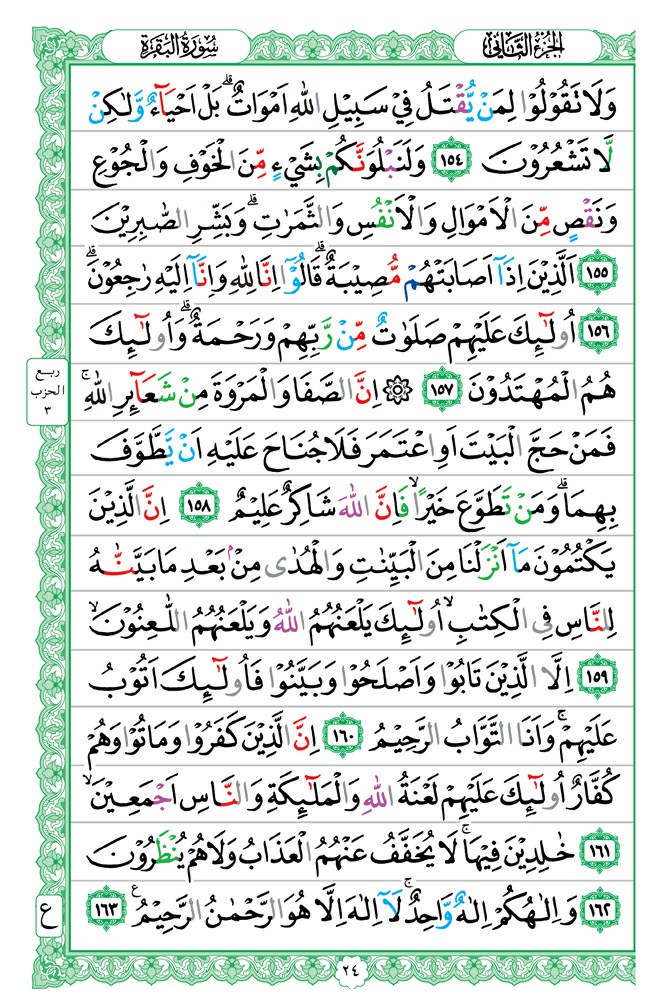 الجزء الثاني
سورة البقرة
وَلَا تَقُوْلُوْا لِمَنْ يُّقْتَلُ فِيْ سَبِيْلِ اللّٰهِ اَمْوَاتٌ ؕ بَلْ اَحْيَآءٌ وَّلٰكِنْ
لَّا تَشْعُرُوْنَ ١٥٤ وَلَنَبْلُوَنَّكُمْ بِشَيْءٍ مِّنَ الْخَوْفِ وَالْجُوْعِ
وَنَقْصٍ مِّنَ الْاَمْوَالِ وَالْاَنْفُسِ وَالثَّمَرٰتِ ؕ وَبَشِّرِ الصّٰبِرِيْنَ
١٥٥ الَّذِيْنَ اِذَآ اَصَابَتْهُمْ مُّصِيْبَةٌ ۙ قَالُوْٓا اِنَّا لِلّٰهِ وَاِنَّآ اِلَيْهِ رٰجِعُوْنَ ؕ
١٥٦ اُولٰٓئِكَ عَلَيْهِمْ صَلَوٰتٌ مِّنْ رَّبِّهِمْ وَرَحْمَةٌ ۗ وَاُولٰٓئِكَ
هُمُ الْمُهْتَدُوْنَ ١٥٧ ۞ اِنَّ الصَّفَا وَالْمَرْوَةَ مِنْ شَعَآئِرِ اللّٰهِ ۚ
ربع
الحزب
٣
فَمَنْ حَجَّ الْبَيْتَ اَوِ اعْتَمَرَ فَلَا جُنَاحَ عَلَيْهِ اَنْ يَّطَّوَّفَ
بِهِمَا ؕ وَمَنْ تَطَوَّعَ خَيْرًا ۙ فَاِنَّ اللّٰهَ شَاكِرٌ عَلِيْمٌ ١٥٨ اِنَّ الَّذِيْنَ
يَكْتُمُوْنَ مَآ اَنْزَلْنَا مِنَ الْبَيِّنٰتِ وَالْهُدٰى مِنْۢ بَعْدِ مَا بَيَّنّٰهُ
لِلنَّاسِ فِى الْكِتٰبِ ۙ اُولٰٓئِكَ يَلْعَنُهُمُ اللّٰهُ وَيَلْعَنُهُمُ اللّٰعِنُوْنَ ۙ
١٥٩ اِلَّا الَّذِيْنَ تَابُوْا وَاَصْلَحُوْا وَبَيَّنُوْا فَاُولٰٓئِكَ اَتُوْبُ
عَلَيْهِمْ ۚ وَاَنَا التَّوَّابُ الرَّحِيْمُ ١٦٠ اِنَّ الَّذِيْنَ كَفَرُوْا وَمَاتُوْا وَهُمْ
كُفَّارٌ اُولٰٓئِكَ عَلَيْهِمْ لَعْنَةُ اللّٰهِ وَالْمَلٰٓئِكَةِ وَالنَّاسِ اَجْمَعِيْنَ ۙ
١٦١ خٰلِدِيْنَ فِيْهَا ۚ لَا يُخَفَّفُ عَنْهُمُ الْعَذَابُ وَلَا هُمْ يُنْظَرُوْنَ
١٦٢ وَاِلٰهُكُمْ اِلٰهٌ وَّاحِدٌ ۚ لَآ اِلٰهَ اِلَّا هُوَ الرَّحْمٰنُ الرَّحِيْمُ ۧ ١٦٣
ع
٢٤